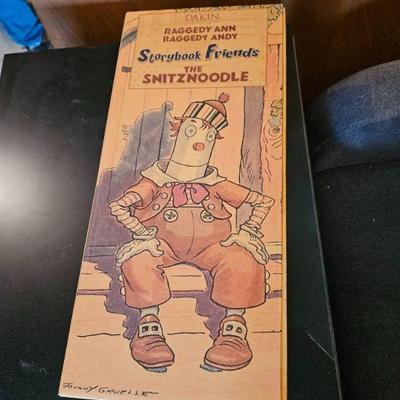 DAKIN
RAGGEDY ANN
RAGGEDY ANDY
Storybook Friends
THE
SNITZNOODLE
JOHNNY GRUELLE